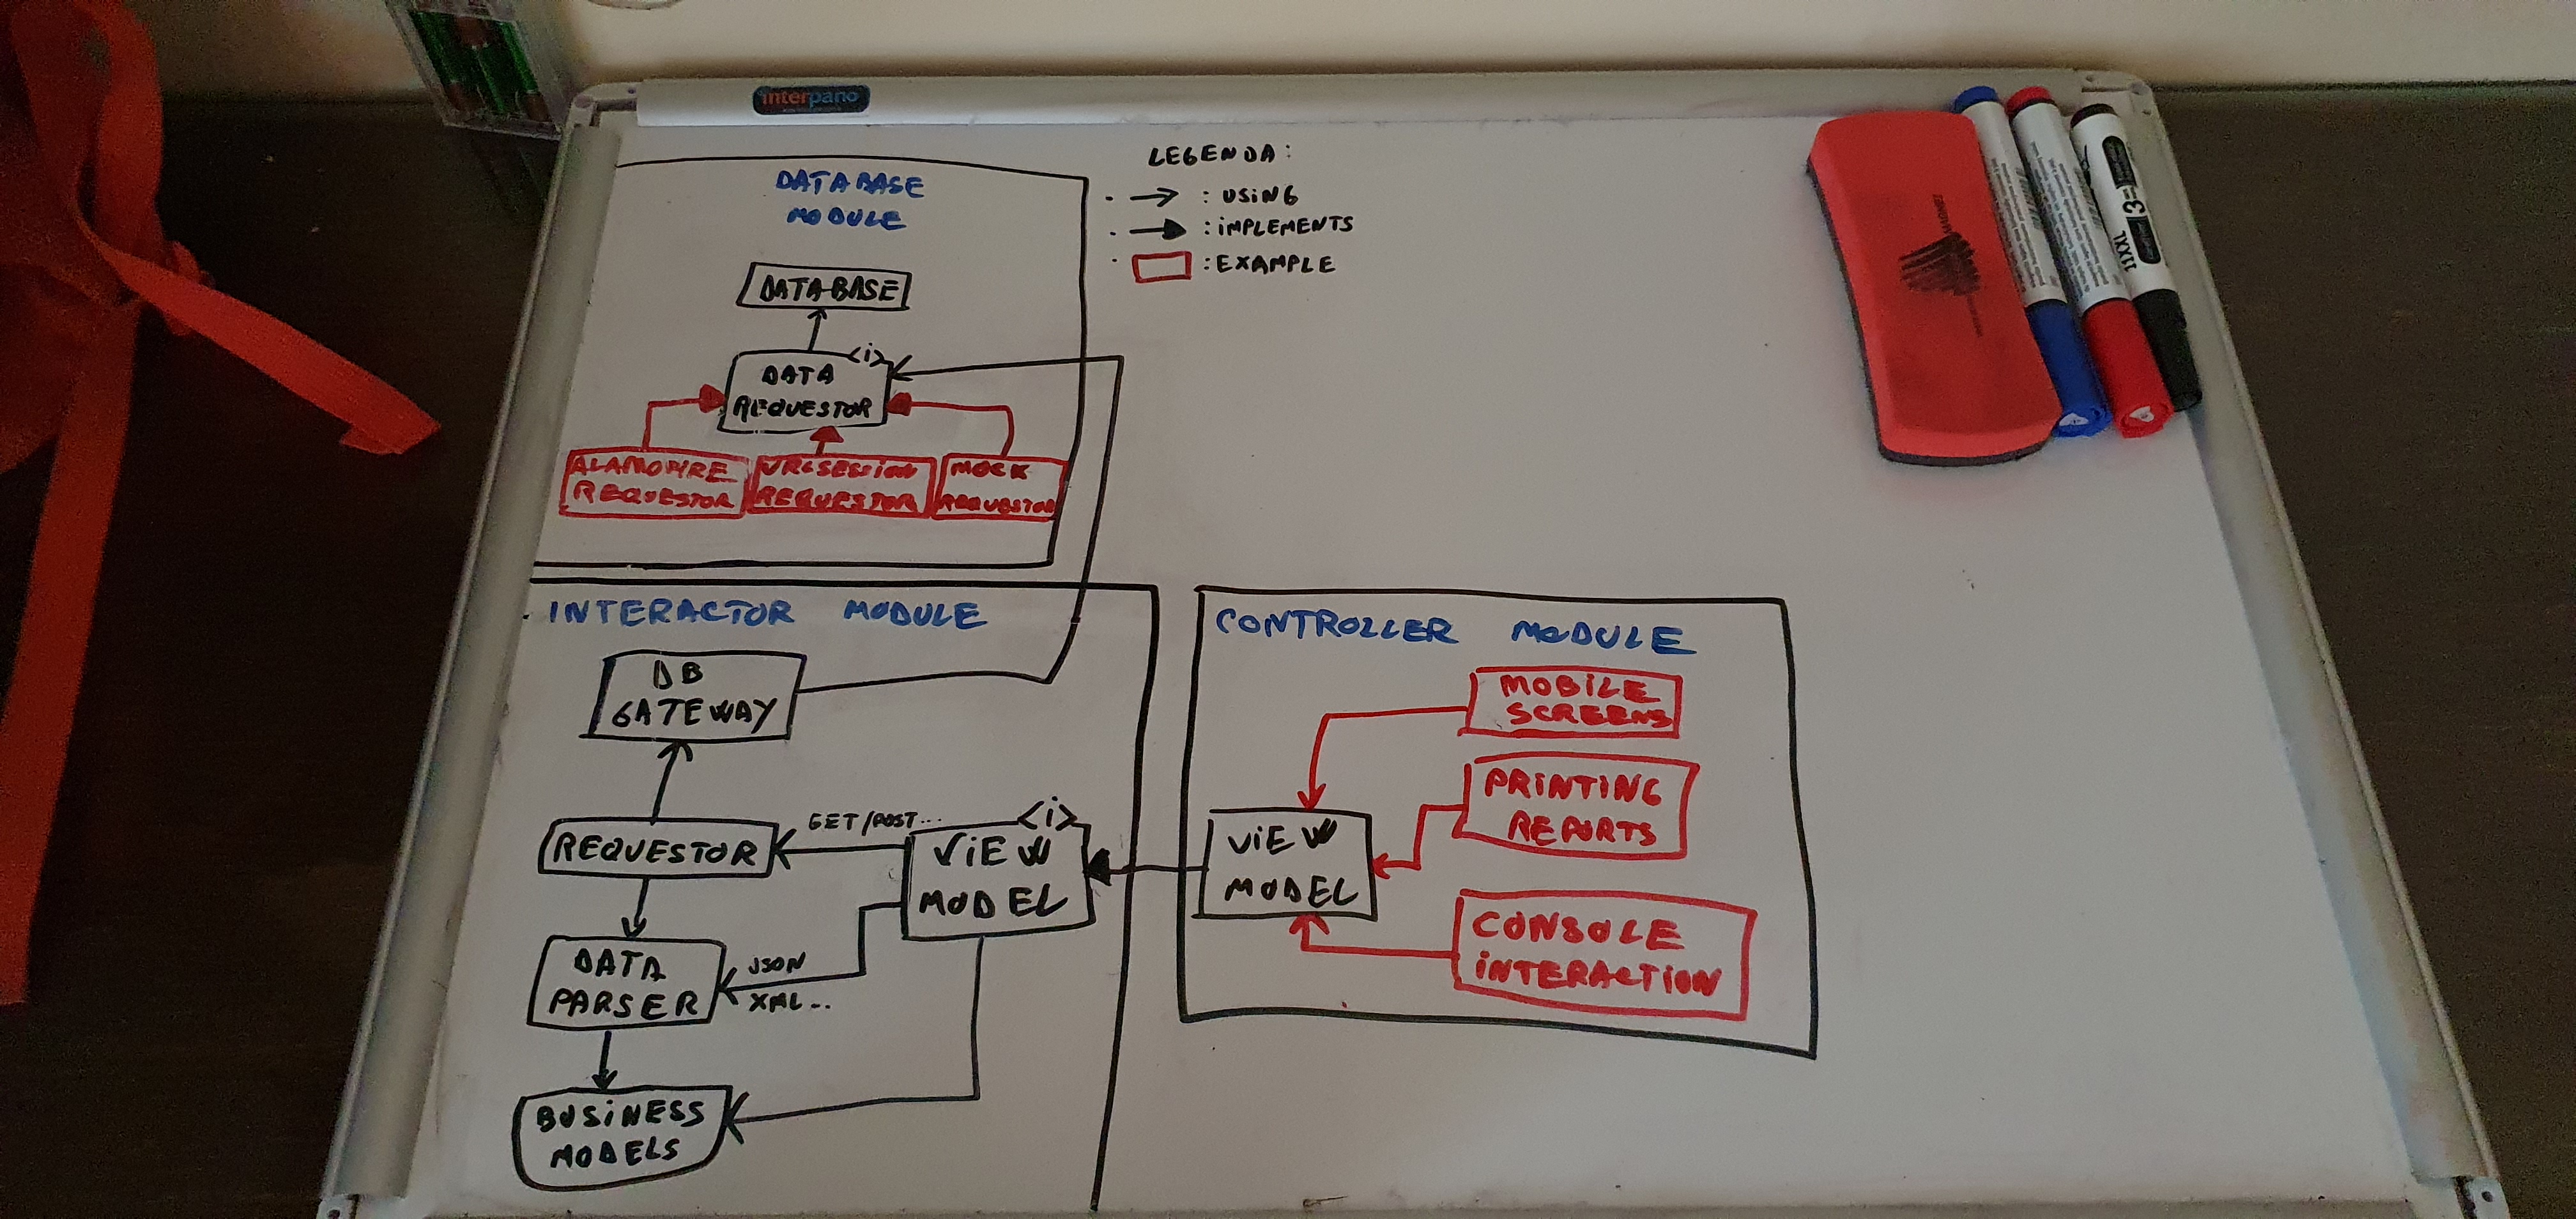 interpano
LEGENDA:
: USiNG
: iMPLEMENTS
: EXAMPLE
DATABASE
MODULE
DATABASE
<i>
DATA
REQUESTOR
ALAMOFIRE
REQUESTOR
URLSESSiON
REQUESTOR
MOCK
REQUESTOR
INTERACTOR MODULE
DB
GATEWAY
REQUESTOR
GET/POST...
<i>
ViEW
MODEL
DATA
PARSER
JSON
XML...
BUSiNESS
MODELS
CONTROLLER MODULE
MOBiLE
SCREENS
PRiNTiNG
REPORTS
ViEW
MODEL
CONSOLE
iNTERACTiON
MAGNET
11XXL
3=